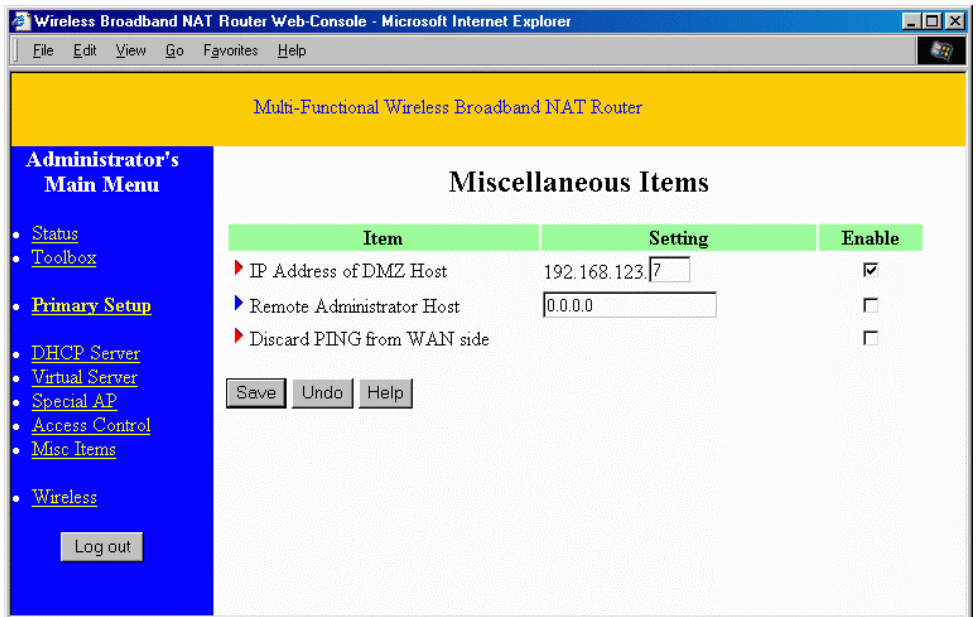 Wireless Broadband NAT Router Web-Console - Microsoft Internet Explorer
File Edit View Go Favorites Help
Multi-Functional Wireless Broadband NAT Router
Administrator's
Main Menu
Status
Toolbox
Primary Setup
DHCP Server
Virtual Server
Special AP
Access Control
Misc Items
Wireless
Log out
Miscellaneous Items
Item Setting Enable
IP Address of DMZ Host 192.168.123.7
Remote Administrator Host 0.0.0.0
Discard PING from WAN side
Save Undo Help